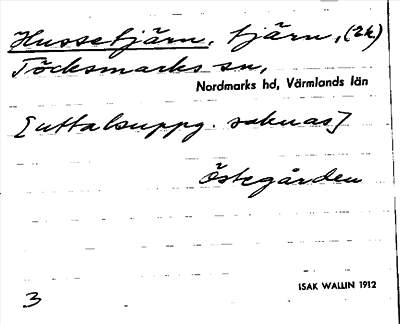 Hussetjärn, tjärn, (2k)
Töcksmarks sn,
Nordmarks hd, Värmlands län
[uttalsuppg. saknas]
Östegården
ISAK WALLIN 1912
3